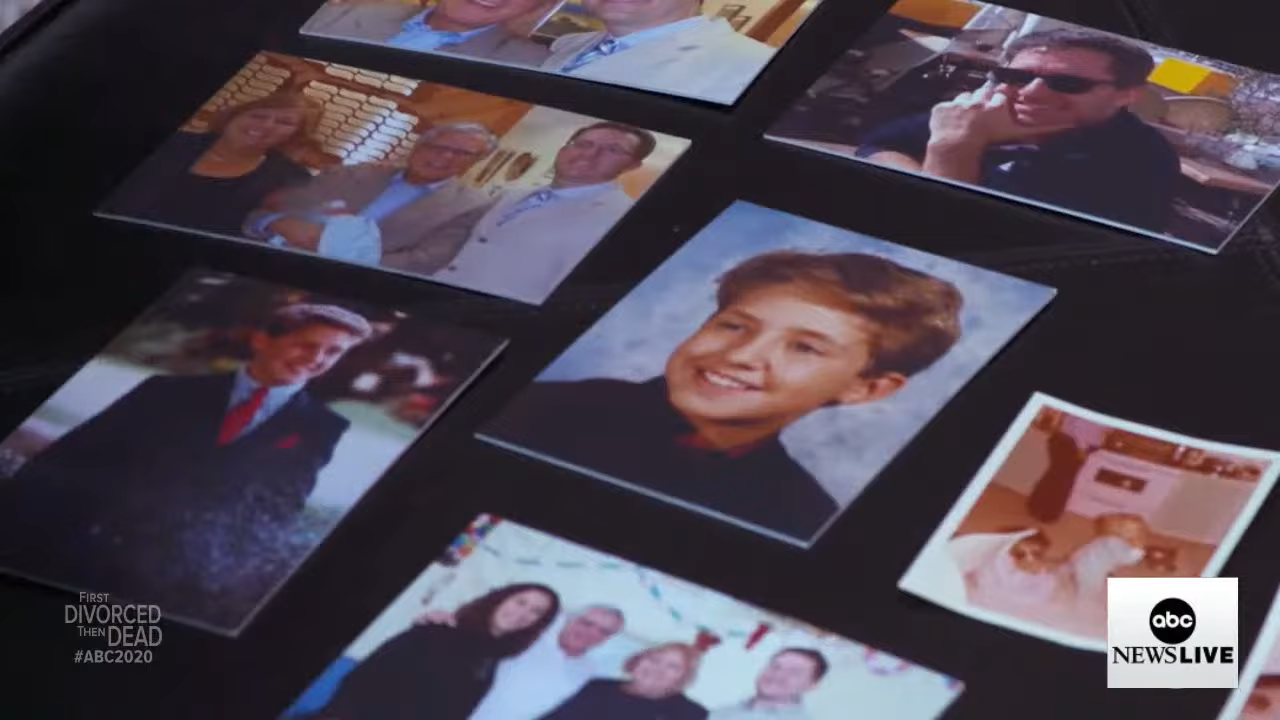 FIRST
DIVORCED
THEN DEAD
#ABC2020
abc
NEWSLIVE